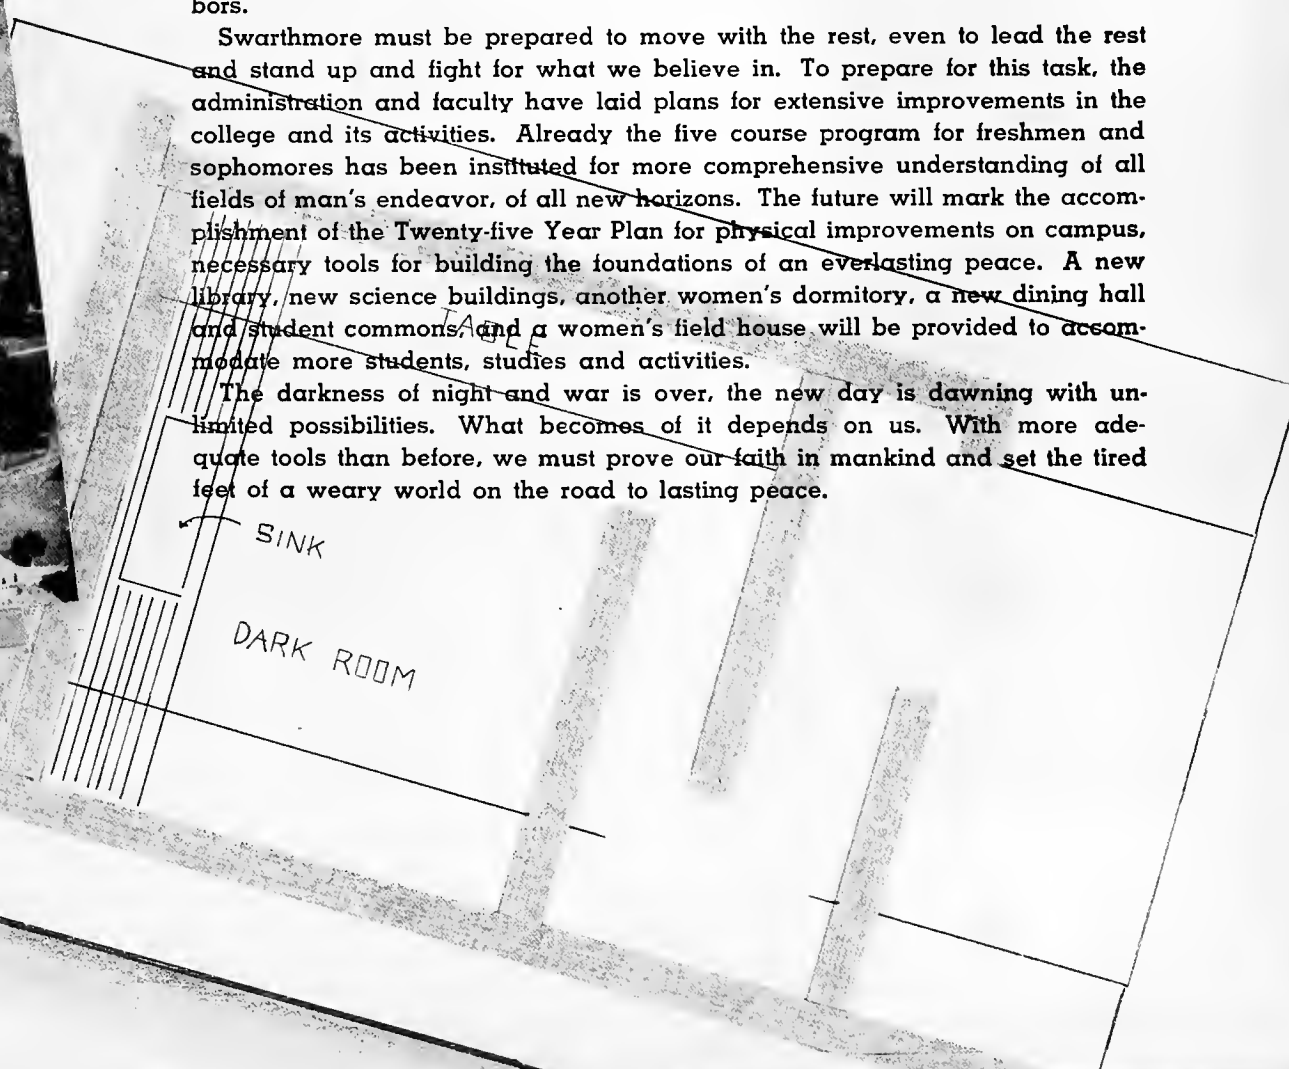 bors.
Swarthmore must be prepared to move with the rest, even to lead the rest
and stand up and fight for what we believe in. To prepare for this task, the
administration and faculty have laid plans for extensive improvements in the
college and its activities. Already the five course program for freshmen and
sophomores has been instituted for more comprehensive understanding of all
fields of man's endeavor, of all new horizons. The future will mark the accom-
plishment of the Twenty-five Year Plan for physical improvements on campus,
necessary tools for building the foundations of an everlasting peace. A new
library, new science buildings, another women's dormitory, a new dining hall
and student commons, and a women's field house will be provided to accom-
modate more students, studies and activities.
The darkness of night and war is over, the new day is dawning with un-
limited possibilities. What becomes of it depends on us. With more ade-
quate tools than before, we must prove our faith in mankind and set the tired
feet of a weary world on the road to lasting peace.
TABLE
SINK
DARK ROOM